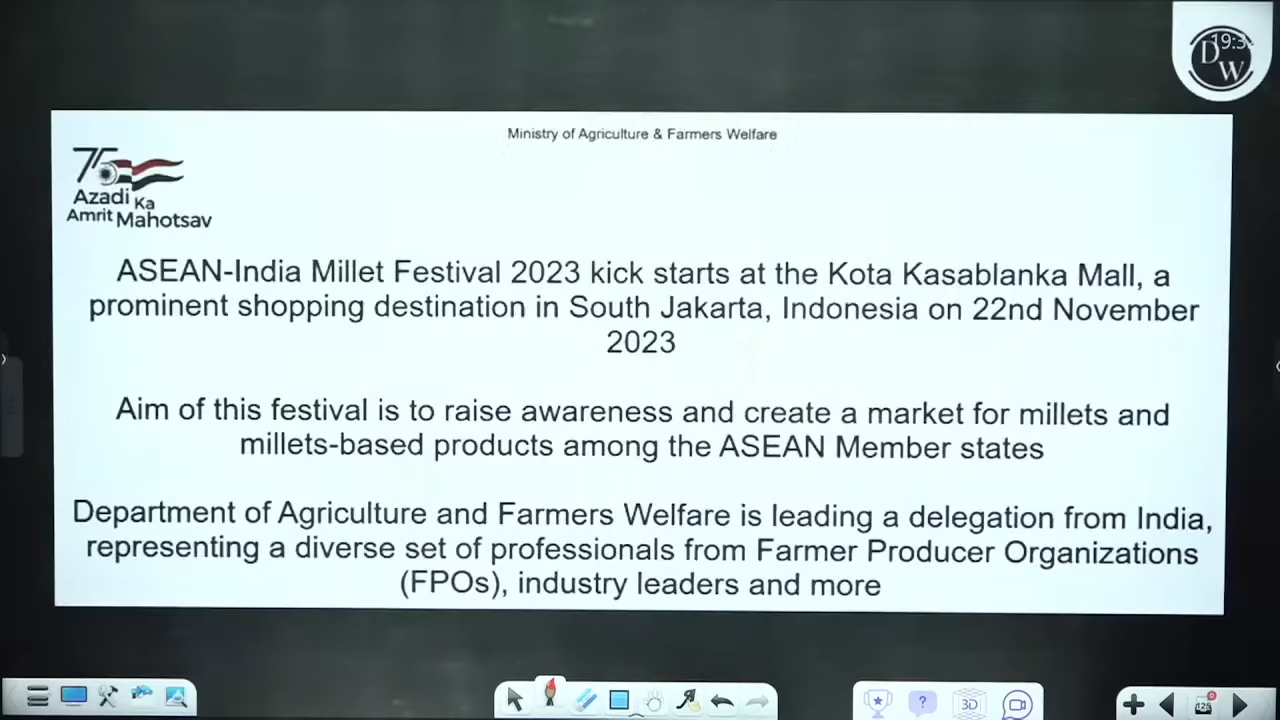 19:3
D
W
Ministry of Agriculture & Farmers Welfare
75
Azadi Ka
Amrit Mahotsav
ASEAN-India Millet Festival 2023 kick starts at the Kota Kasablanka Mall, a
prominent shopping destination in South Jakarta, Indonesia on 22nd November
2023
Aim of this festival is to raise awareness and create a market for millets and
millets-based products among the ASEAN Member states
Department of Agriculture and Farmers Welfare is leading a delegation from India,
representing a diverse set of professionals from Farmer Producer Organizations
(FPOs), industry leaders and more
3D